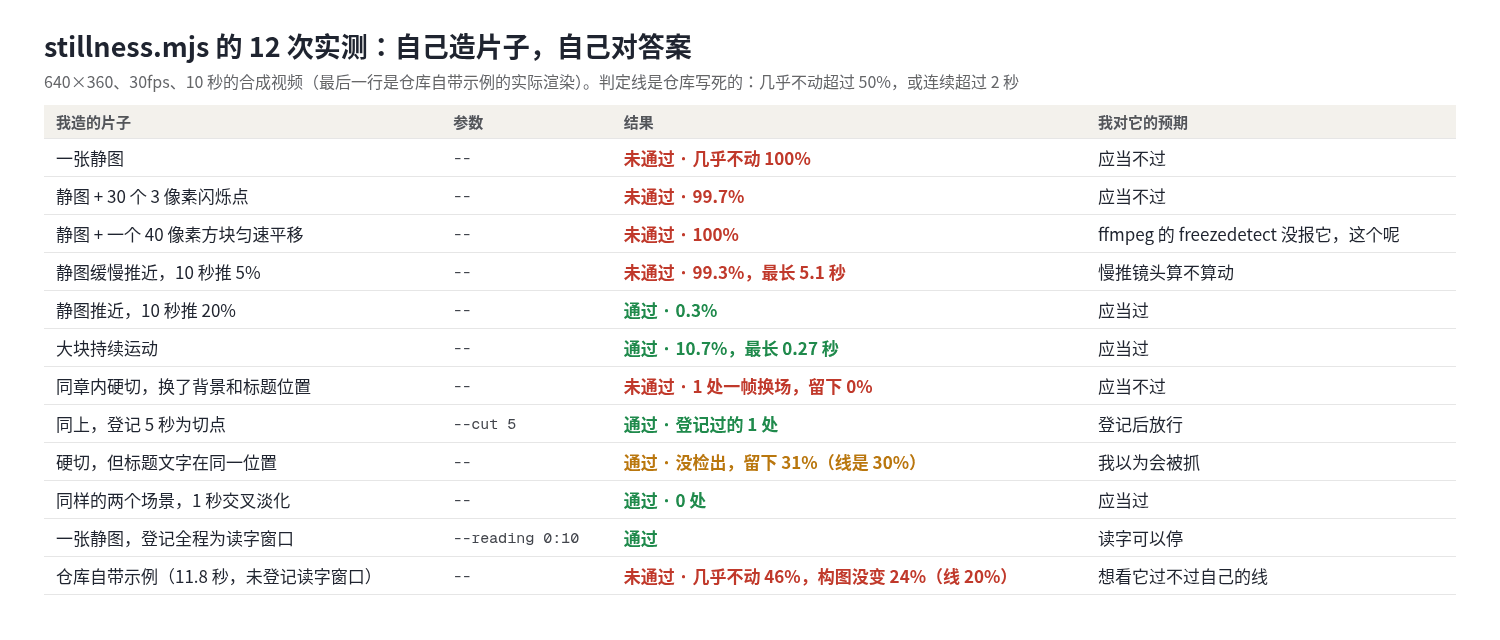 stillness.mjs 的 12 次实测：自己造片子，自己对答案
640×360、30fps、10 秒的合成视频（最后一行是仓库自带示例的实际渲染）。判定线是仓库写死的：几乎不动超过 50%，或连续超过 2 秒
我造的片子 参数 结果 我对它的预期
一张静图 -- 未通过 · 几乎不动 100% 应当不过
静图 + 30 个 3 像素闪烁点 -- 未通过 · 99.7% 应当不过
静图 + 一个 40 像素方块匀速平移 -- 未通过 · 100% ffmpeg 的 freezedetect 没报它，这个呢
静图缓慢推近，10 秒推 5% -- 未通过 · 99.3%，最长 5.1 秒 慢推镜头算不算动
静图推近，10 秒推 20% -- 通过 · 0.3% 应当过
大块持续运动 -- 通过 · 10.7%，最长 0.27 秒 应当过
同章内硬切，换了背景和标题位置 -- 未通过 · 1 处一帧换场，留下 0% 应当不过
同上，登记 5 秒为切点 --cut 5 通过 · 登记过的 1 处 登记后放行
硬切，但标题文字在同一位置 -- 通过 · 没检出，留下 31%（线是 30%） 我以为会被抓
同样的两个场景，1 秒交叉淡化 -- 通过 · 0 处 应当过
一张静图，登记全程为读字窗口 --reading 0:10 通过 读字可以停
仓库自带示例（11.8 秒，未登记读字窗口） -- 未通过 · 几乎不动 46%，构图没变 24%（线 20%） 想看它过不过自己的线